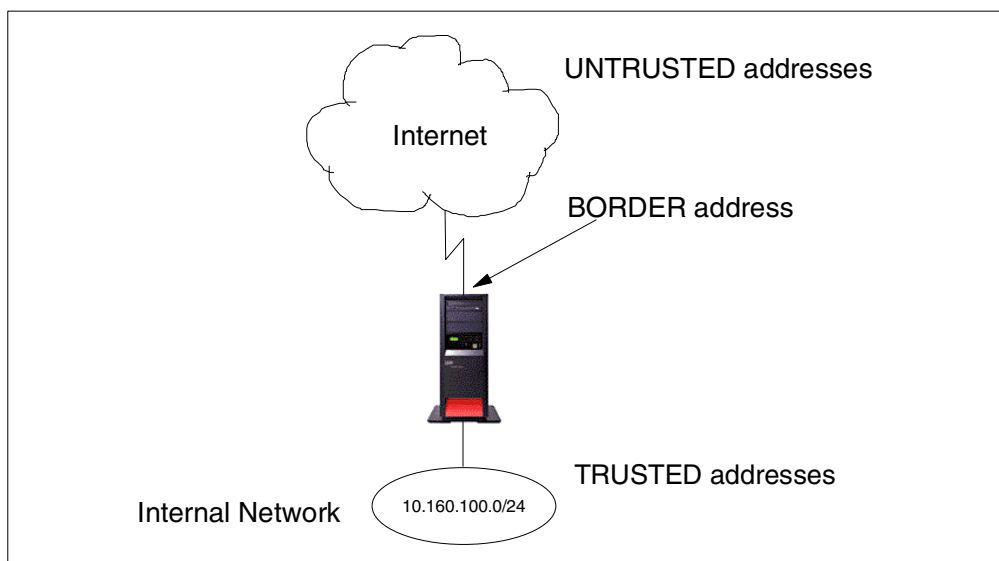 UNTRUSTED addresses
Internet
BORDER address
TRUSTED addresses
Internal Network
10.160.100.0/24